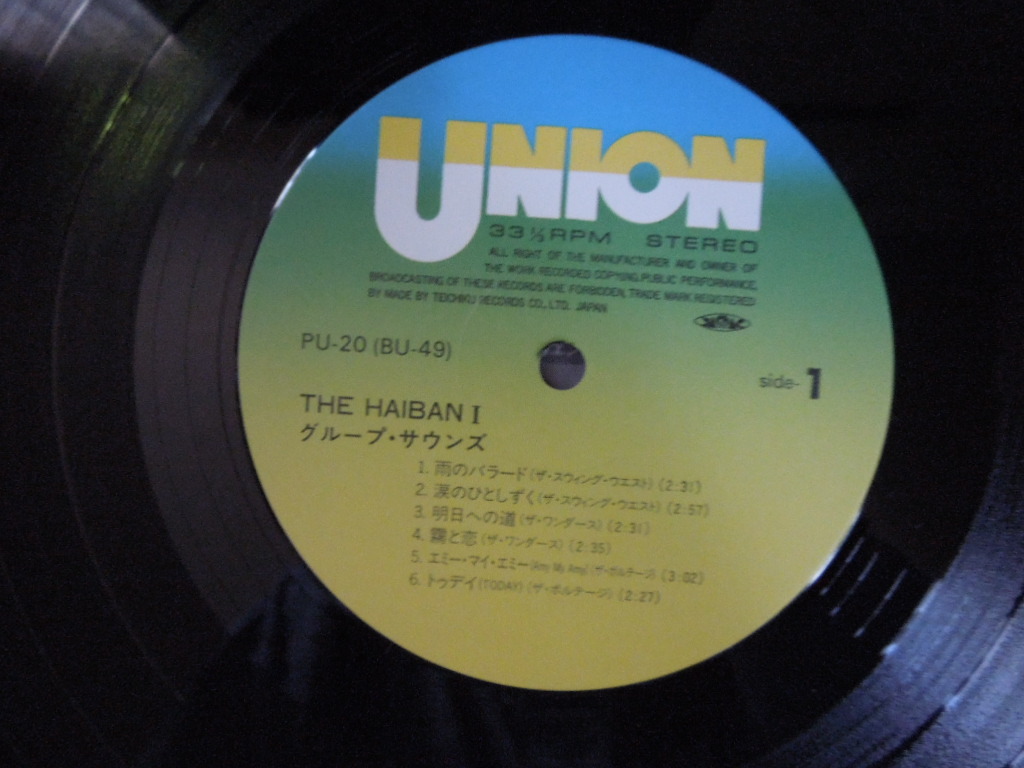 UNION
33⅓RPM STEREO
ALL RIGHT OF THE MANUFACTURER AND OWNER OF
THE WORK RECORDED COPYING, PUBLIC PERFORMANCE,
BROADCASTING OF THESE RECORDS ARE FORBIDDEN, TRADE MARK REGISTERED
BY MADE BY TEICHIKU RECORDS CO., LTD. JAPAN
PU-20 (BU-49)
side-1
THE HAIBAN I
グループ・サウンズ
1. 雨のバラード (ザ・スウィング・ウエスト) (2:31)
2. 涙のひとしずく (ザ・スウィング・ウエスト) (2:57)
3. 明日への道 (ザ・ワンダース) (2:31)
4. 霧と恋 (ザ・ワンダース) (2:35)
5. エミー・マイ・エミー (Amy My Amy) (ザ・ボルテージ) (3:02)
6. トゥデイ (TODAY) (ザ・ボルテージ) (2:27)